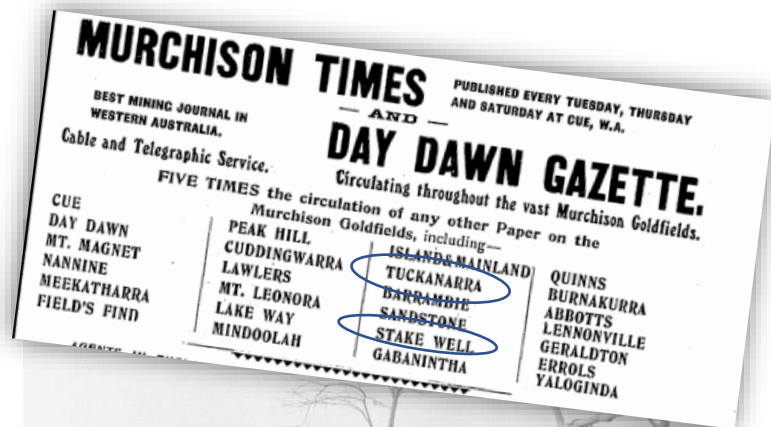 MURCHISON TIMES
PUBLISHED EVERY TUESDAY, THURSDAY
AND SATURDAY AT CUE, W.A.
BEST MINING JOURNAL IN
WESTERN AUSTRALIA.
— AND —
Cable and Telegraphic Service.
DAY DAWN GAZETTE.
Circulating throughout the vast Murchison Goldfields.
FIVE TIMES the circulation of any other Paper on the
Murchison Goldfields, including—
CUE
DAY DAWN
MT. MAGNET
NANNINE
MEEKATHARRA
FIELD'S FIND
PEAK HILL
CUDDINGWARRA
LAWLERS
MT. LEONORA
LAKE WAY
MINDOOLAH
ISLAND & MAINLAND
TUCKANARRA
BARRAMBIE
SANDSTONE
STAKE WELL
GABANINTHA
QUINNS
BURNAKURRA
ABBOTTS
LENNONVILLE
GERALDTON
ERROLS
YALOGINDA
AGENTS IN